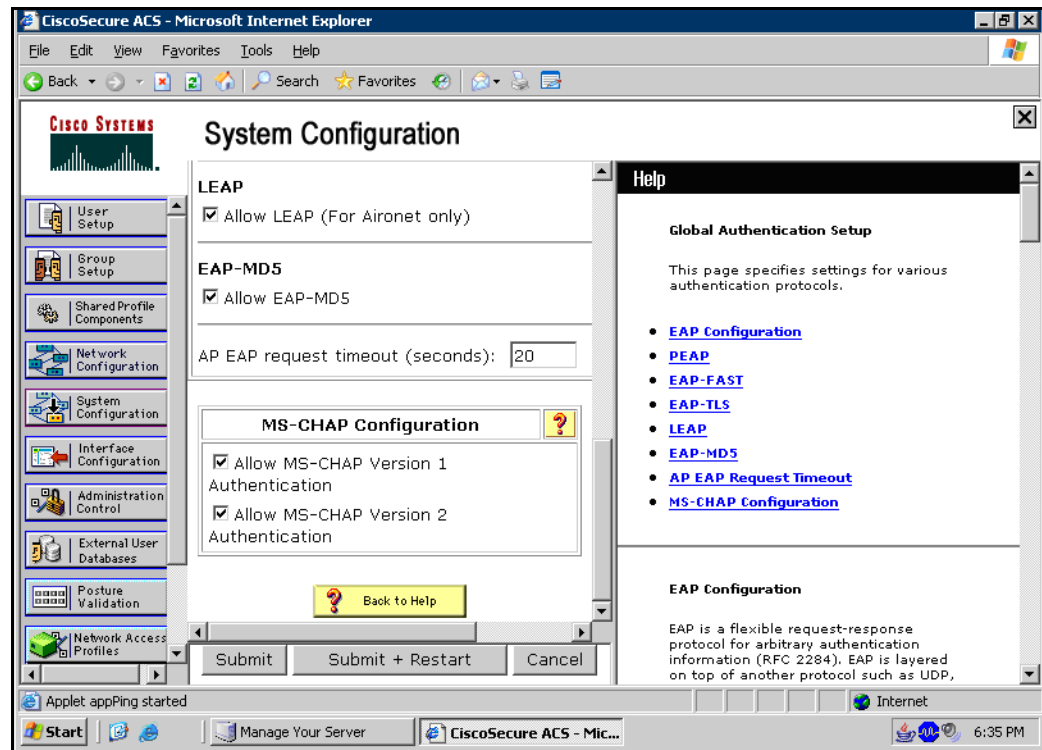 CiscoSecure ACS - Microsoft Internet Explorer
File Edit View Favorites Tools Help
Back Search Favorites
CISCO SYSTEMS
System Configuration
User
Setup
Group
Setup
Shared Profile
Components
Network
Configuration
System
Configuration
Interface
Configuration
Administration
Control
External User
Databases
Posture
Validation
Network Access
Profiles
LEAP
Allow LEAP (For Aironet only)
EAP-MD5
Allow EAP-MD5
AP EAP request timeout (seconds): 20
MS-CHAP Configuration ?
Allow MS-CHAP Version 1
Authentication
Allow MS-CHAP Version 2
Authentication
? Back to Help
Submit Submit + Restart Cancel
Help
Global Authentication Setup
This page specifies settings for various
authentication protocols.
EAP Configuration
PEAP
EAP-FAST
EAP-TLS
LEAP
EAP-MD5
AP EAP Request Timeout
MS-CHAP Configuration
EAP Configuration
EAP is a flexible request-response
protocol for arbitrary authentication
information (RFC 2284). EAP is layered
on top of another protocol such as UDP,
Applet appPing started
Internet
Start Manage Your Server CiscoSecure ACS - Mic... 6:35 PM